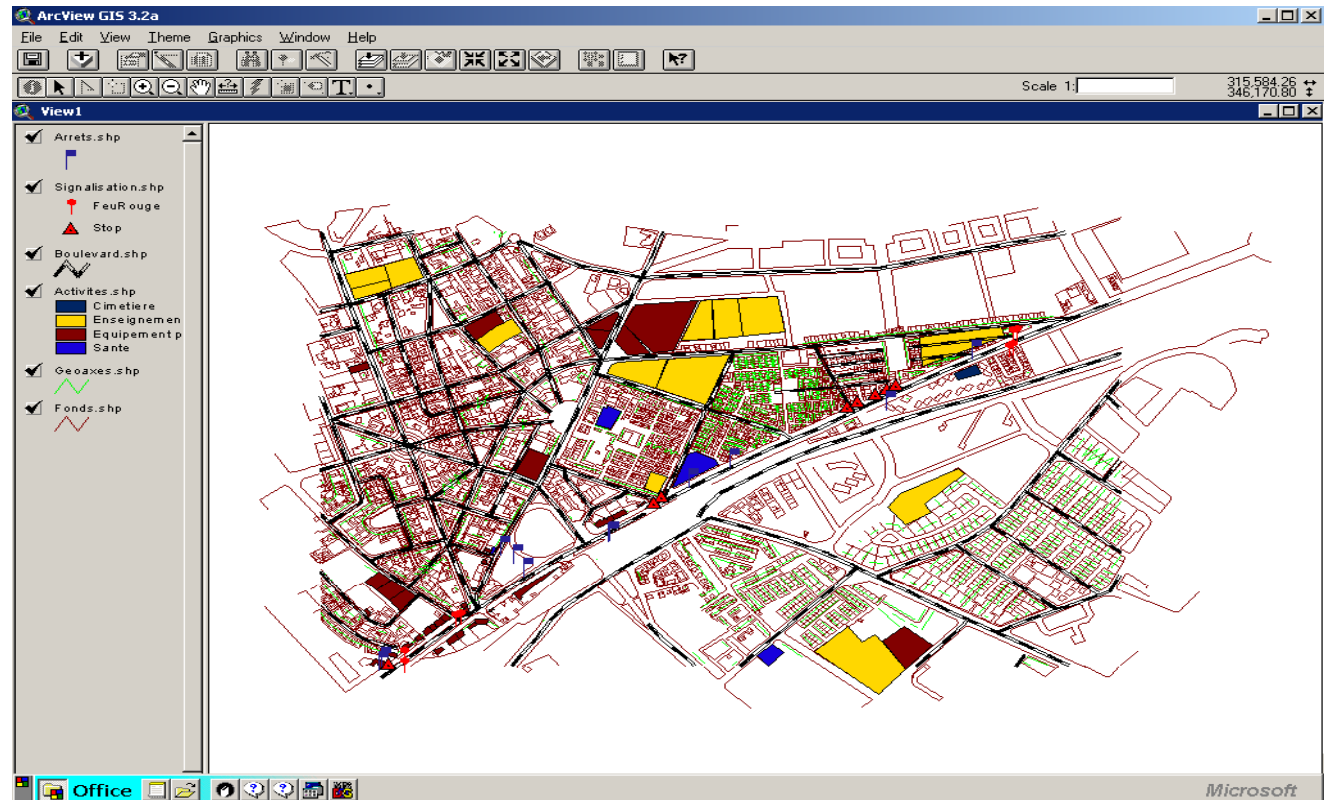 ArcView GIS 3.2a
File Edit View Theme Graphics Window Help
Scale 1:
315,584.26
346,170.80
View1
Arrets.shp
Signalisation.shp
FeuRouge
Stop
Boulevard.shp
Activites.shp
Cimetiere
Enseignemen
Equipement p
Sante
Geoaxes.shp
Fonds.shp
Office
Microsoft